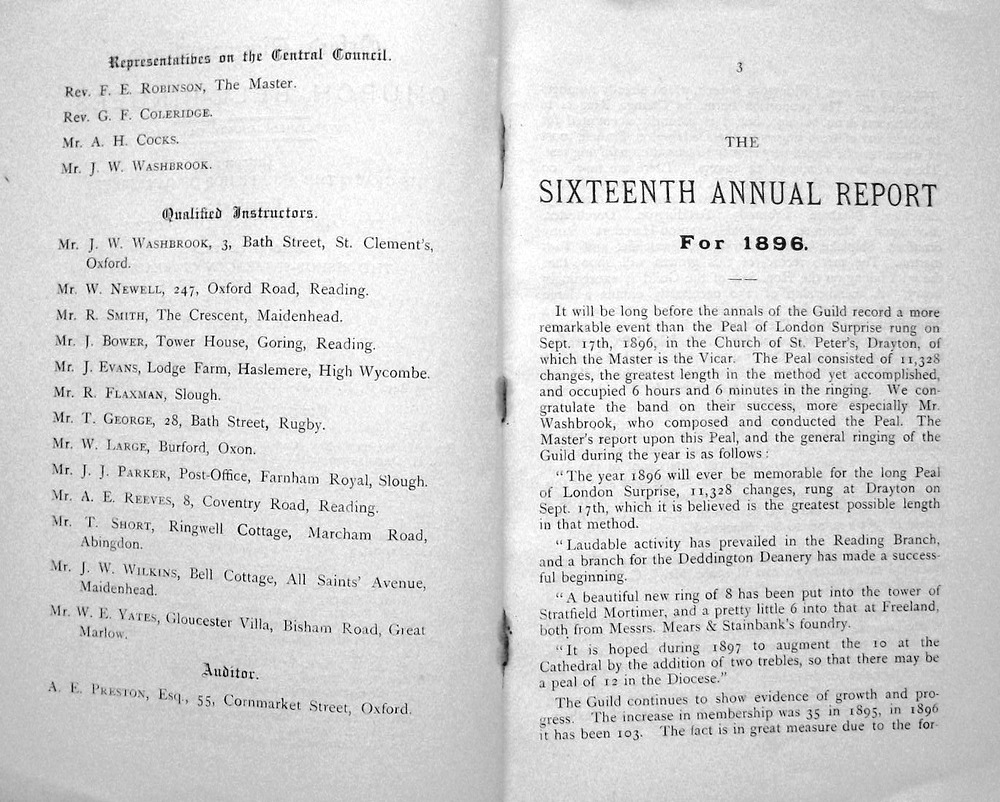 Representatives on the Central Council.
Rev. F. E. Robinson, The Master.
Rev. G. F. Coleridge.
Mr. A. H. Cocks.
Mr. J. W. Washbrook.
Qualified Instructors.
Mr. J. W. Washbrook, 3, Bath Street, St. Clement's,
Oxford.
Mr. W. Newell, 247, Oxford Road, Reading.
Mr. R. Smith, The Crescent, Maidenhead.
Mr. J. Bower, Tower House, Goring, Reading.
Mr. J. Evans, Lodge Farm, Haslemere, High Wycombe.
Mr. R. Flaxman, Slough.
Mr. T. George, 28, Bath Street, Rugby.
Mr. W. Large, Burford, Oxon.
Mr. J. J. Parker, Post-Office, Farnham Royal, Slough.
Mr. A. E. Reeves, 8, Coventry Road, Reading.
Mr. T. Short, Ringwell Cottage, Marcham Road,
Abingdon.
Mr. J. W. Wilkins, Bell Cottage, All Saints' Avenue,
Maidenhead.
Mr. W. E. Yates, Gloucester Villa, Bisham Road, Great
Marlow.
Auditor.
A. E. Preston, Esq., 55, Cornmarket Street, Oxford.
3
THE
SIXTEENTH ANNUAL REPORT
For 1896.
It will be long before the annals of the Guild record a more
remarkable event than the Peal of London Surprise rung on
Sept. 17th, 1896, in the Church of St. Peter's, Drayton, of
which the Master is the Vicar. The Peal consisted of 11,328
changes, the greatest length in the method yet accomplished,
and occupied 6 hours and 6 minutes in the ringing. We con-
gratulate the band on their success, more especially Mr.
Washbrook, who composed and conducted the Peal. The
Master's report upon this Peal, and the general ringing of the
Guild during the year is as follows:
"The year 1896 will ever be memorable for the long Peal
of London Surprise, 11,328 changes, rung at Drayton on
Sept. 17th, which it is believed is the greatest possible length
in that method.
"Laudable activity has prevailed in the Reading Branch,
and a branch for the Deddington Deanery has made a success-
ful beginning.
"A beautiful new ring of 8 has been put into the tower of
Stratfield Mortimer, and a pretty little 6 into that at Freeland,
both from Messrs. Mears & Stainbank's foundry.
"It is hoped during 1897 to augment the 10 at the
Cathedral by the addition of two trebles, so that there may be
a peal of 12 in the Diocese."
The Guild continues to show evidence of growth and pro-
gress. The increase in membership was 35 in 1895, in 1896
it has been 103. The fact is in great measure due to the for-